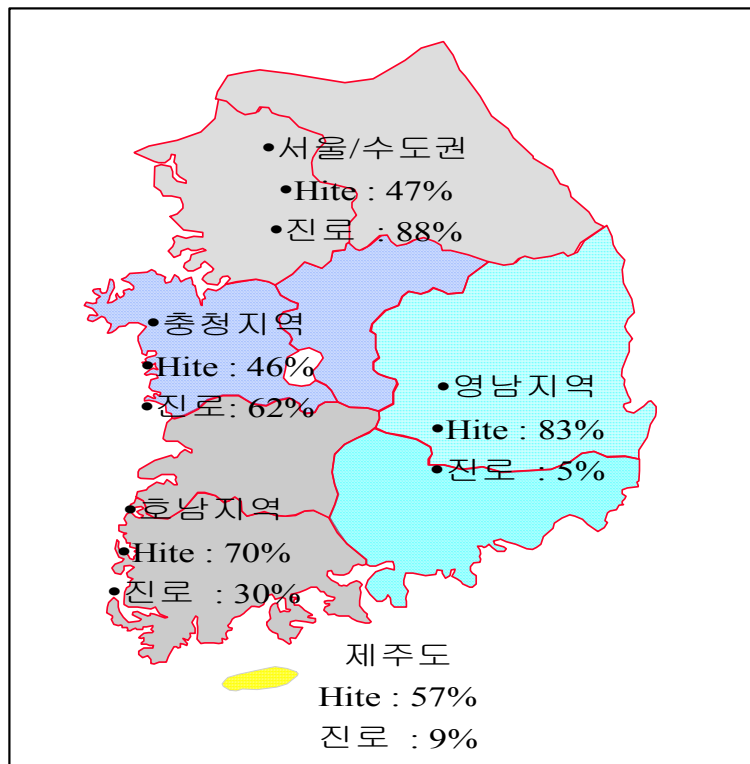 •서울/수도권
•Hite : 47%
•진로 : 88%
•충청지역
•Hite : 46%
•진로: 62%
•영남지역
•Hite : 83%
•진로 : 5%
•호남지역
•Hite : 70%
•진로 : 30%
제주도
Hite : 57%
진로 : 9%